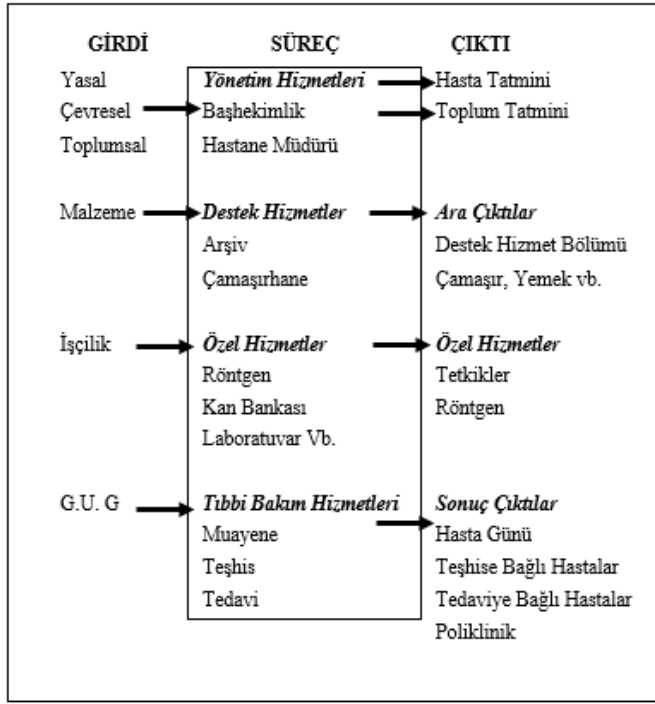 GİRDİ SÜREÇ ÇIKTI
Yasal Yönetim Hizmetleri Hasta Tatmini
Çevresel Başhekimlik Toplum Tatmini
Toplumsal Hastane Müdürü
Malzeme Destek Hizmetler Ara Çıktılar
Arşiv Destek Hizmet Bölümü
Çamaşırhane Çamaşır, Yemek vb.
İşçilik Özel Hizmetler Özel Hizmetler
Röntgen Tetkikler
Kan Bankası Röntgen
Laboratuvar Vb.
G.U. G Tıbbi Bakım Hizmetleri Sonuç Çıktılar
Muayene Hasta Günü
Teşhis Teşhise Bağlı Hastalar
Tedavi Tedaviye Bağlı Hastalar
Poliklinik